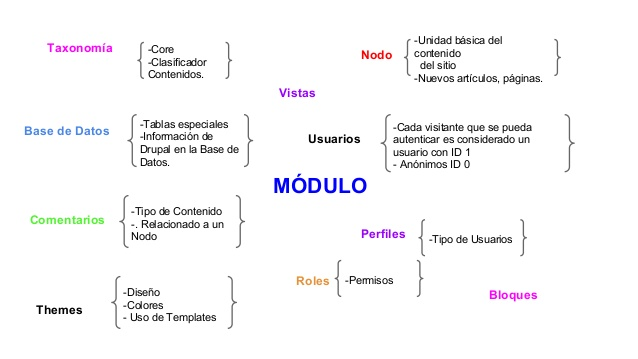 Taxonomía
-Core
-Clasificador
Contenidos.
Nodo
-Unidad básica del
contenido
del sitio
-Nuevos artículos, páginas.
Vistas
Base de Datos
-Tablas especiales
-Información de
Drupal en la Base de
Datos.
Usuarios
-Cada visitante que se pueda
autenticar es considerado un
usuario con ID 1
- Anónimos ID 0
MÓDULO
Comentarios
-Tipo de Contenido
-. Relacionado a un
Nodo
Perfiles
-Tipo de Usuarios
Roles
-Permisos
Bloques
Themes
-Diseño
-Colores
- Uso de Templates